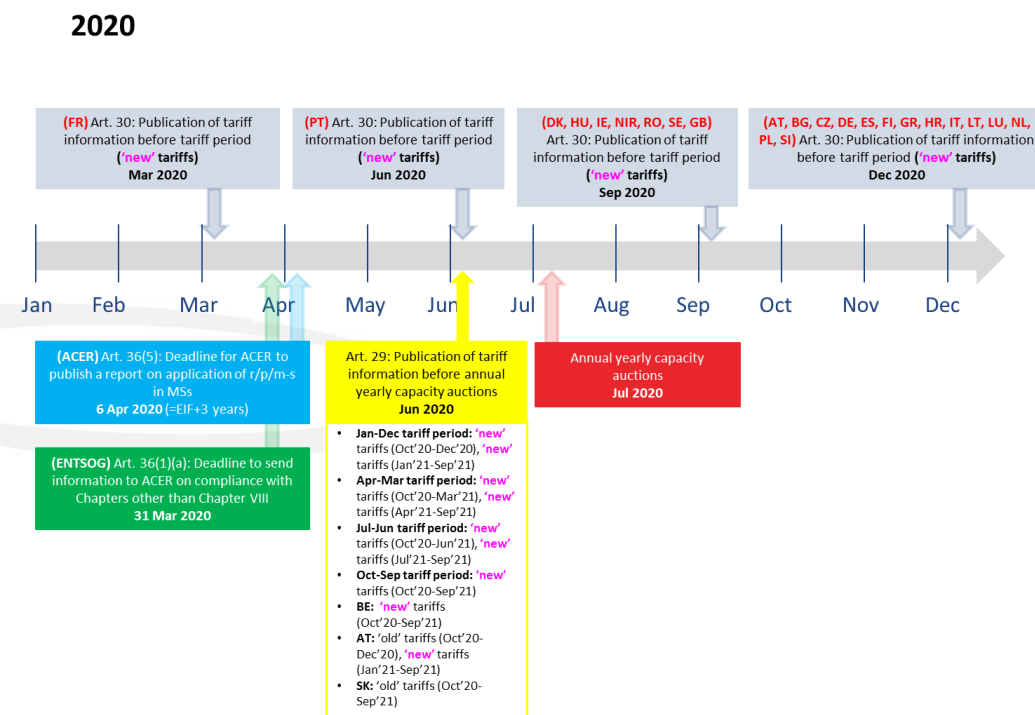 2020
(FR) Art. 30: Publication of tariff
information before tariff period
(‘new’ tariffs)
Mar 2020
(PT) Art. 30: Publication of tariff
information before tariff period
(‘new’ tariffs)
Jun 2020
(DK, HU, IE, NIR, RO, SE, GB)
Art. 30: Publication of tariff
information before tariff period
(‘new’ tariffs)
Sep 2020
(AT, BG, CZ, DE, ES, FI, GR, HR, IT, LT, LU, NL,
PL, SI) Art. 30: Publication of tariff information
before tariff period (‘new’ tariffs)
Dec 2020
Jan Feb Mar Apr May Jun Jul Aug Sep Oct Nov Dec
(ACER) Art. 36(5): Deadline for ACER to
publish a report on application of r/p/m-s
in MSs
6 Apr 2020 (=EIF+3 years)
(ENTSOG) Art. 36(1)(a): Deadline to send
information to ACER on compliance with
Chapters other than Chapter VIII
31 Mar 2020
Art. 29: Publication of tariff
information before annual
yearly capacity auctions
Jun 2020
• Jan-Dec tariff period: ‘new’
tariffs (Oct’20-Dec’20), ‘new’
tariffs (Jan’21-Sep’21)
• Apr-Mar tariff period: ‘new’
tariffs (Oct’20-Mar’21), ‘new’
tariffs (Apr’21-Sep’21)
• Jul-Jun tariff period: ‘new’
tariffs (Oct’20-Jun’21), ‘new’
tariffs (Jul’21-Sep’21)
• Oct-Sep tariff period: ‘new’
tariffs (Oct’20-Sep’21)
• BE: ‘new’ tariffs
(Oct’20-Sep’21)
• AT: ‘old’ tariffs (Oct’20-
Dec’20), ‘new’ tariffs
(Jan’21-Sep’21)
• SK: ‘old’ tariffs (Oct’20-
Sep’21)
Annual yearly capacity
auctions
Jul 2020